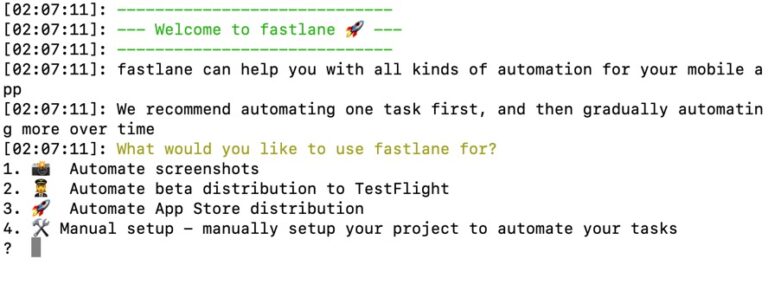 [02:07:11]: ------------------------------
[02:07:11]: --- Welcome to fastlane 🚀 ---
[02:07:11]: ------------------------------
[02:07:11]: fastlane can help you with all kinds of automation for your mobile a
pp
[02:07:11]: We recommend automating one task first, and then gradually automatin
g more over time
[02:07:11]: What would you like to use fastlane for?
1. 📸  Automate screenshots
2. 👩‍✈️  Automate beta distribution to TestFlight
3. 🚀  Automate App Store distribution
4. 🛠 Manual setup - manually setup your project to automate your tasks
?